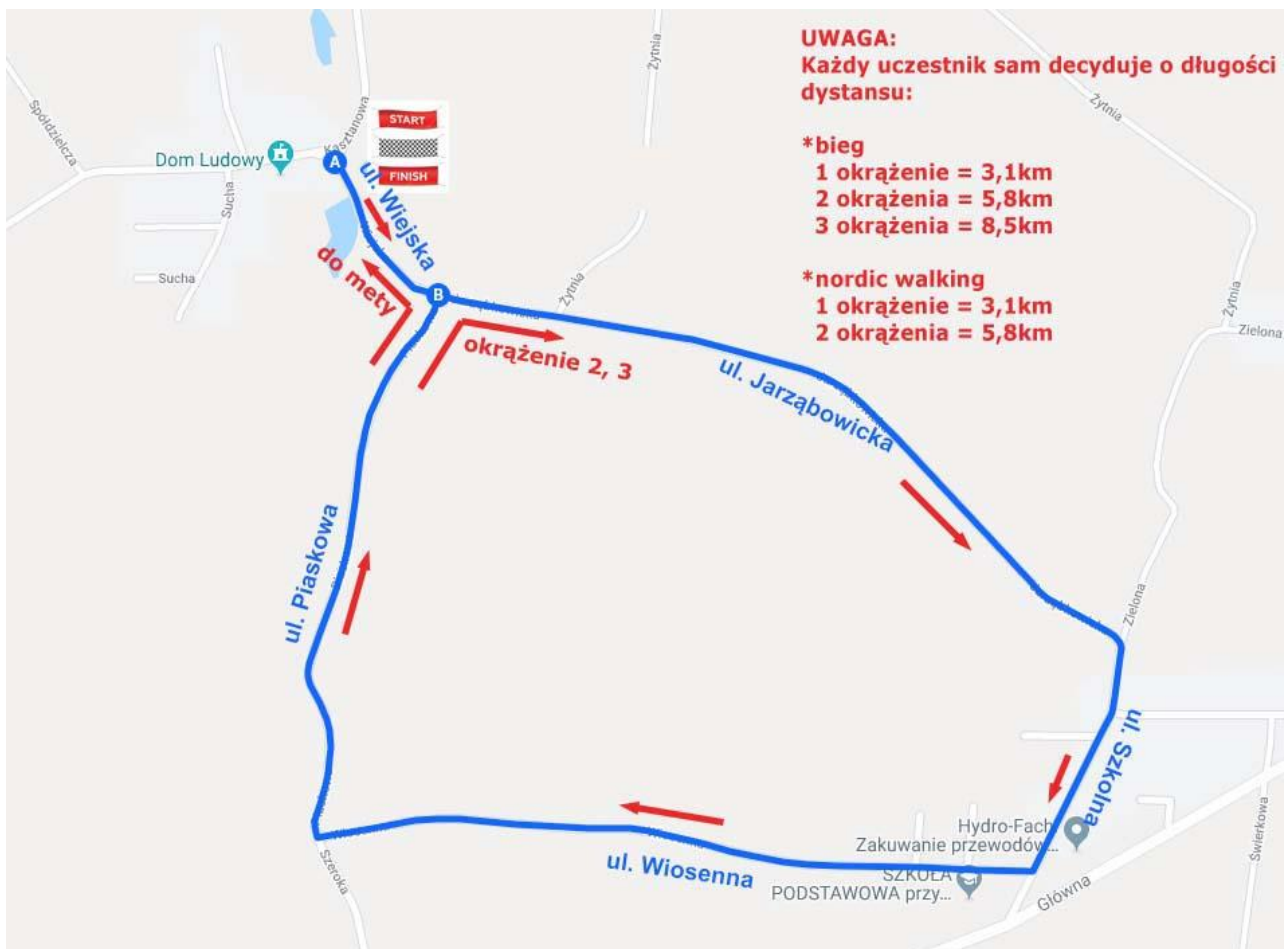 UWAGA:
Każdy uczestnik sam decyduje o długości
dystansu:
*bieg
1 okrążenie = 3,1km
2 okrążenia = 5,8km
3 okrążenia = 8,5km
*nordic walking
1 okrążenie = 3,1km
2 okrążenia = 5,8km
START
FINISH
Spółdzielcza
Dom Ludowy
Kasztanowa
A
ul. Wiejska
Sucha
Sucha
do mety
B
okrążenie 2, 3
Żytnia
Żytnia
Żytnia
Żytnia
Zielona
ul. Jarząbowicka
Zielona
ul. Piaskowa
ul. Szkolna
Hydro-Fach
Zakuwanie przewodów...
SZKOŁA
PODSTAWOWA przy...
ul. Wiosenna
Szeroka
Główna
Świerkowa